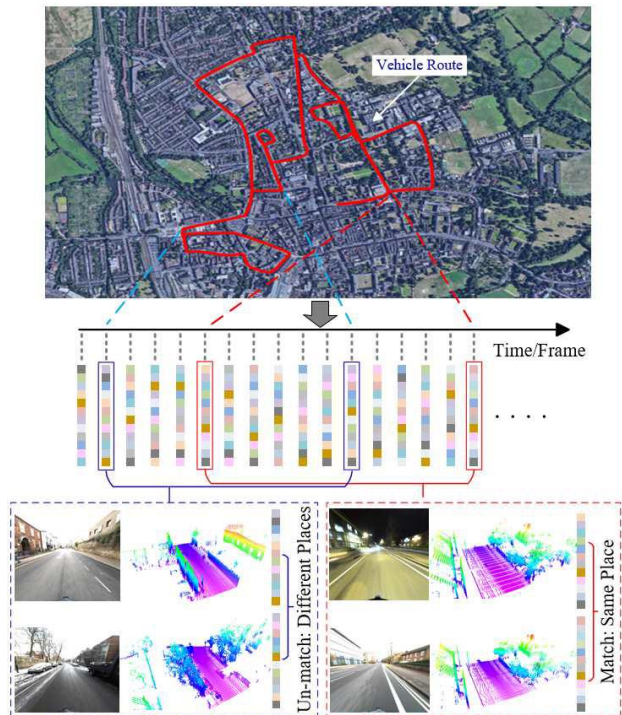 Vehicle Route
Time/Frame
. . . .
Un-match: Different Places
Match: Same Place